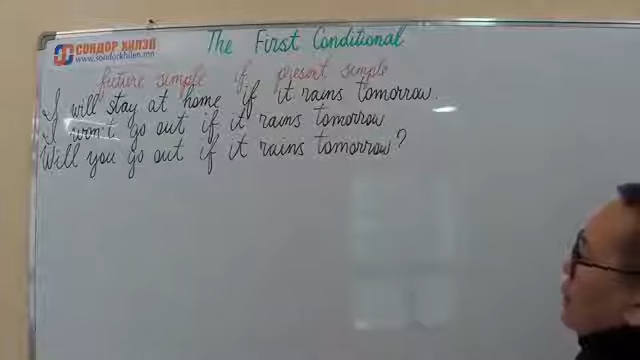 СОНДОР ХИЛЭН
www.sondorkhilen.mn
The First Conditional
future simple if present simple
I will stay at home if it rains tomorrow.
I won't go out if it rains tomorrow
Will you go out if it rains tomorrow?